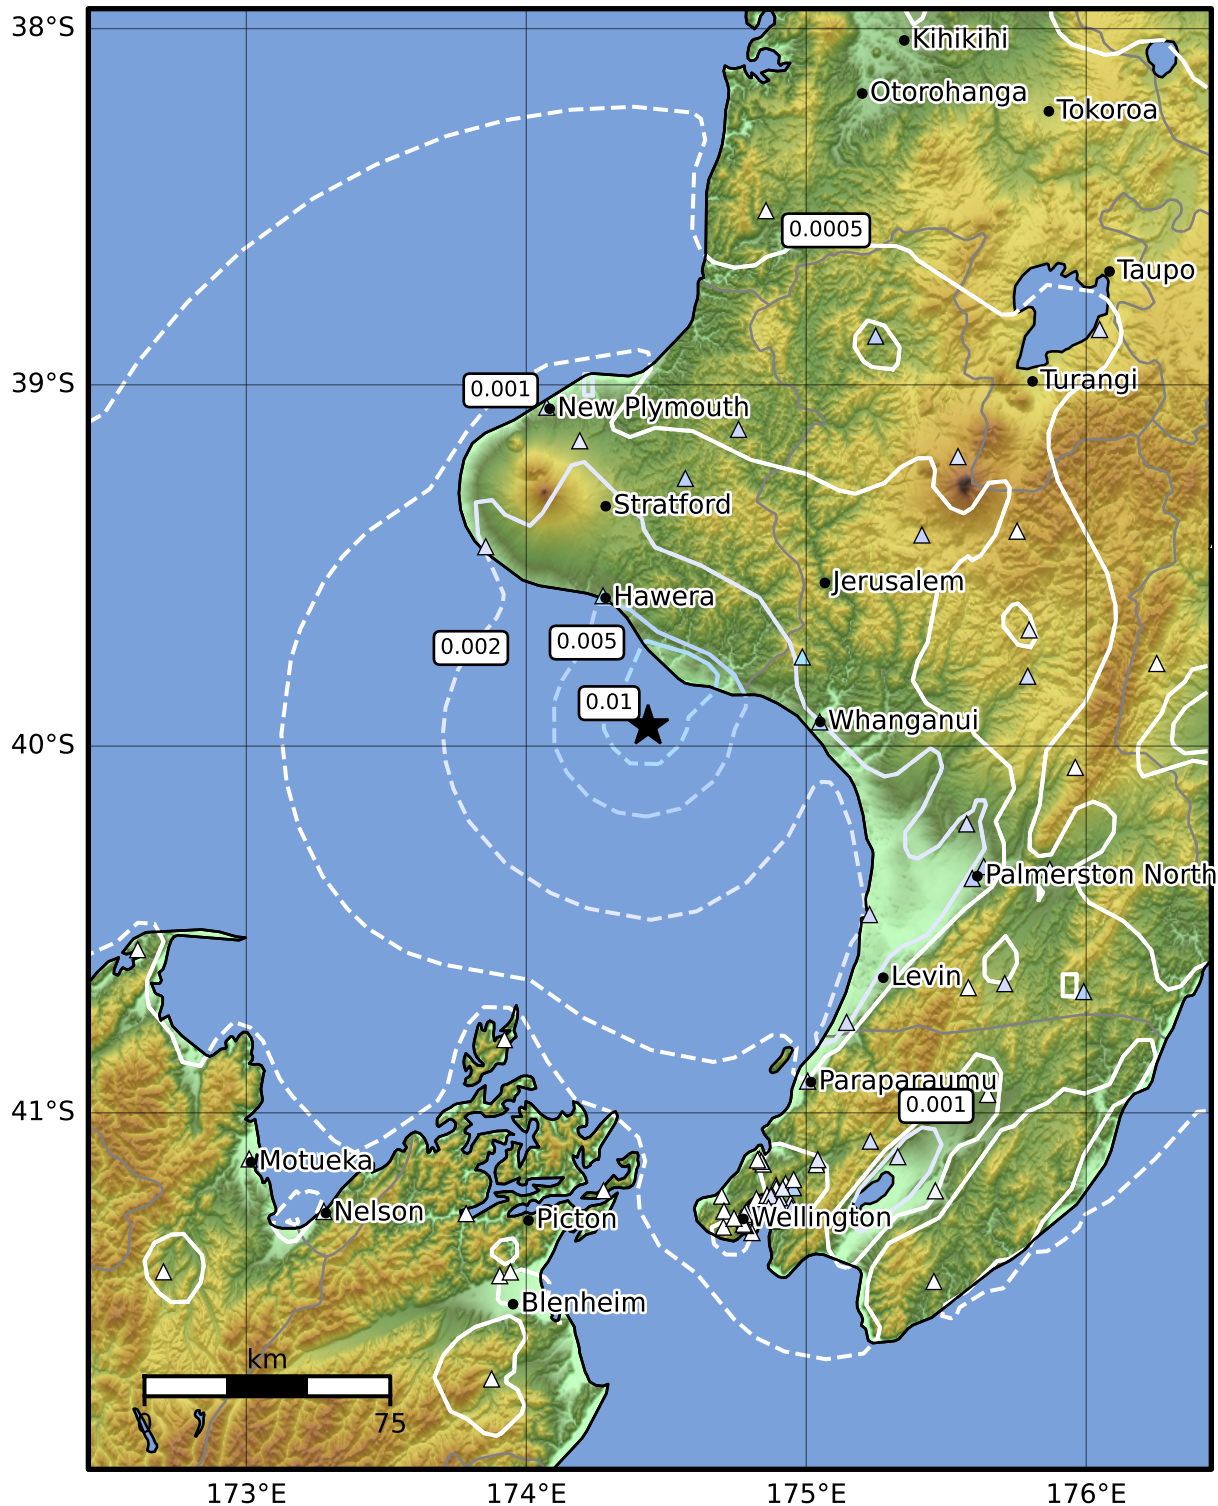 38°S
Kihikihi
Otorohanga
Tokoroa
0.0005
Taupo
39°S
0.001
Turangi
New Plymouth
Stratford
Jerusalem
Hawera
0.002
0.005
0.01
Whanganui
40°S
Palmerston North
Levin
Paraparaumu
0.001
41°S
Motueka
Nelson
Picton
Wellington
Blenheim
km
0
75
173°E
174°E
175°E
176°E